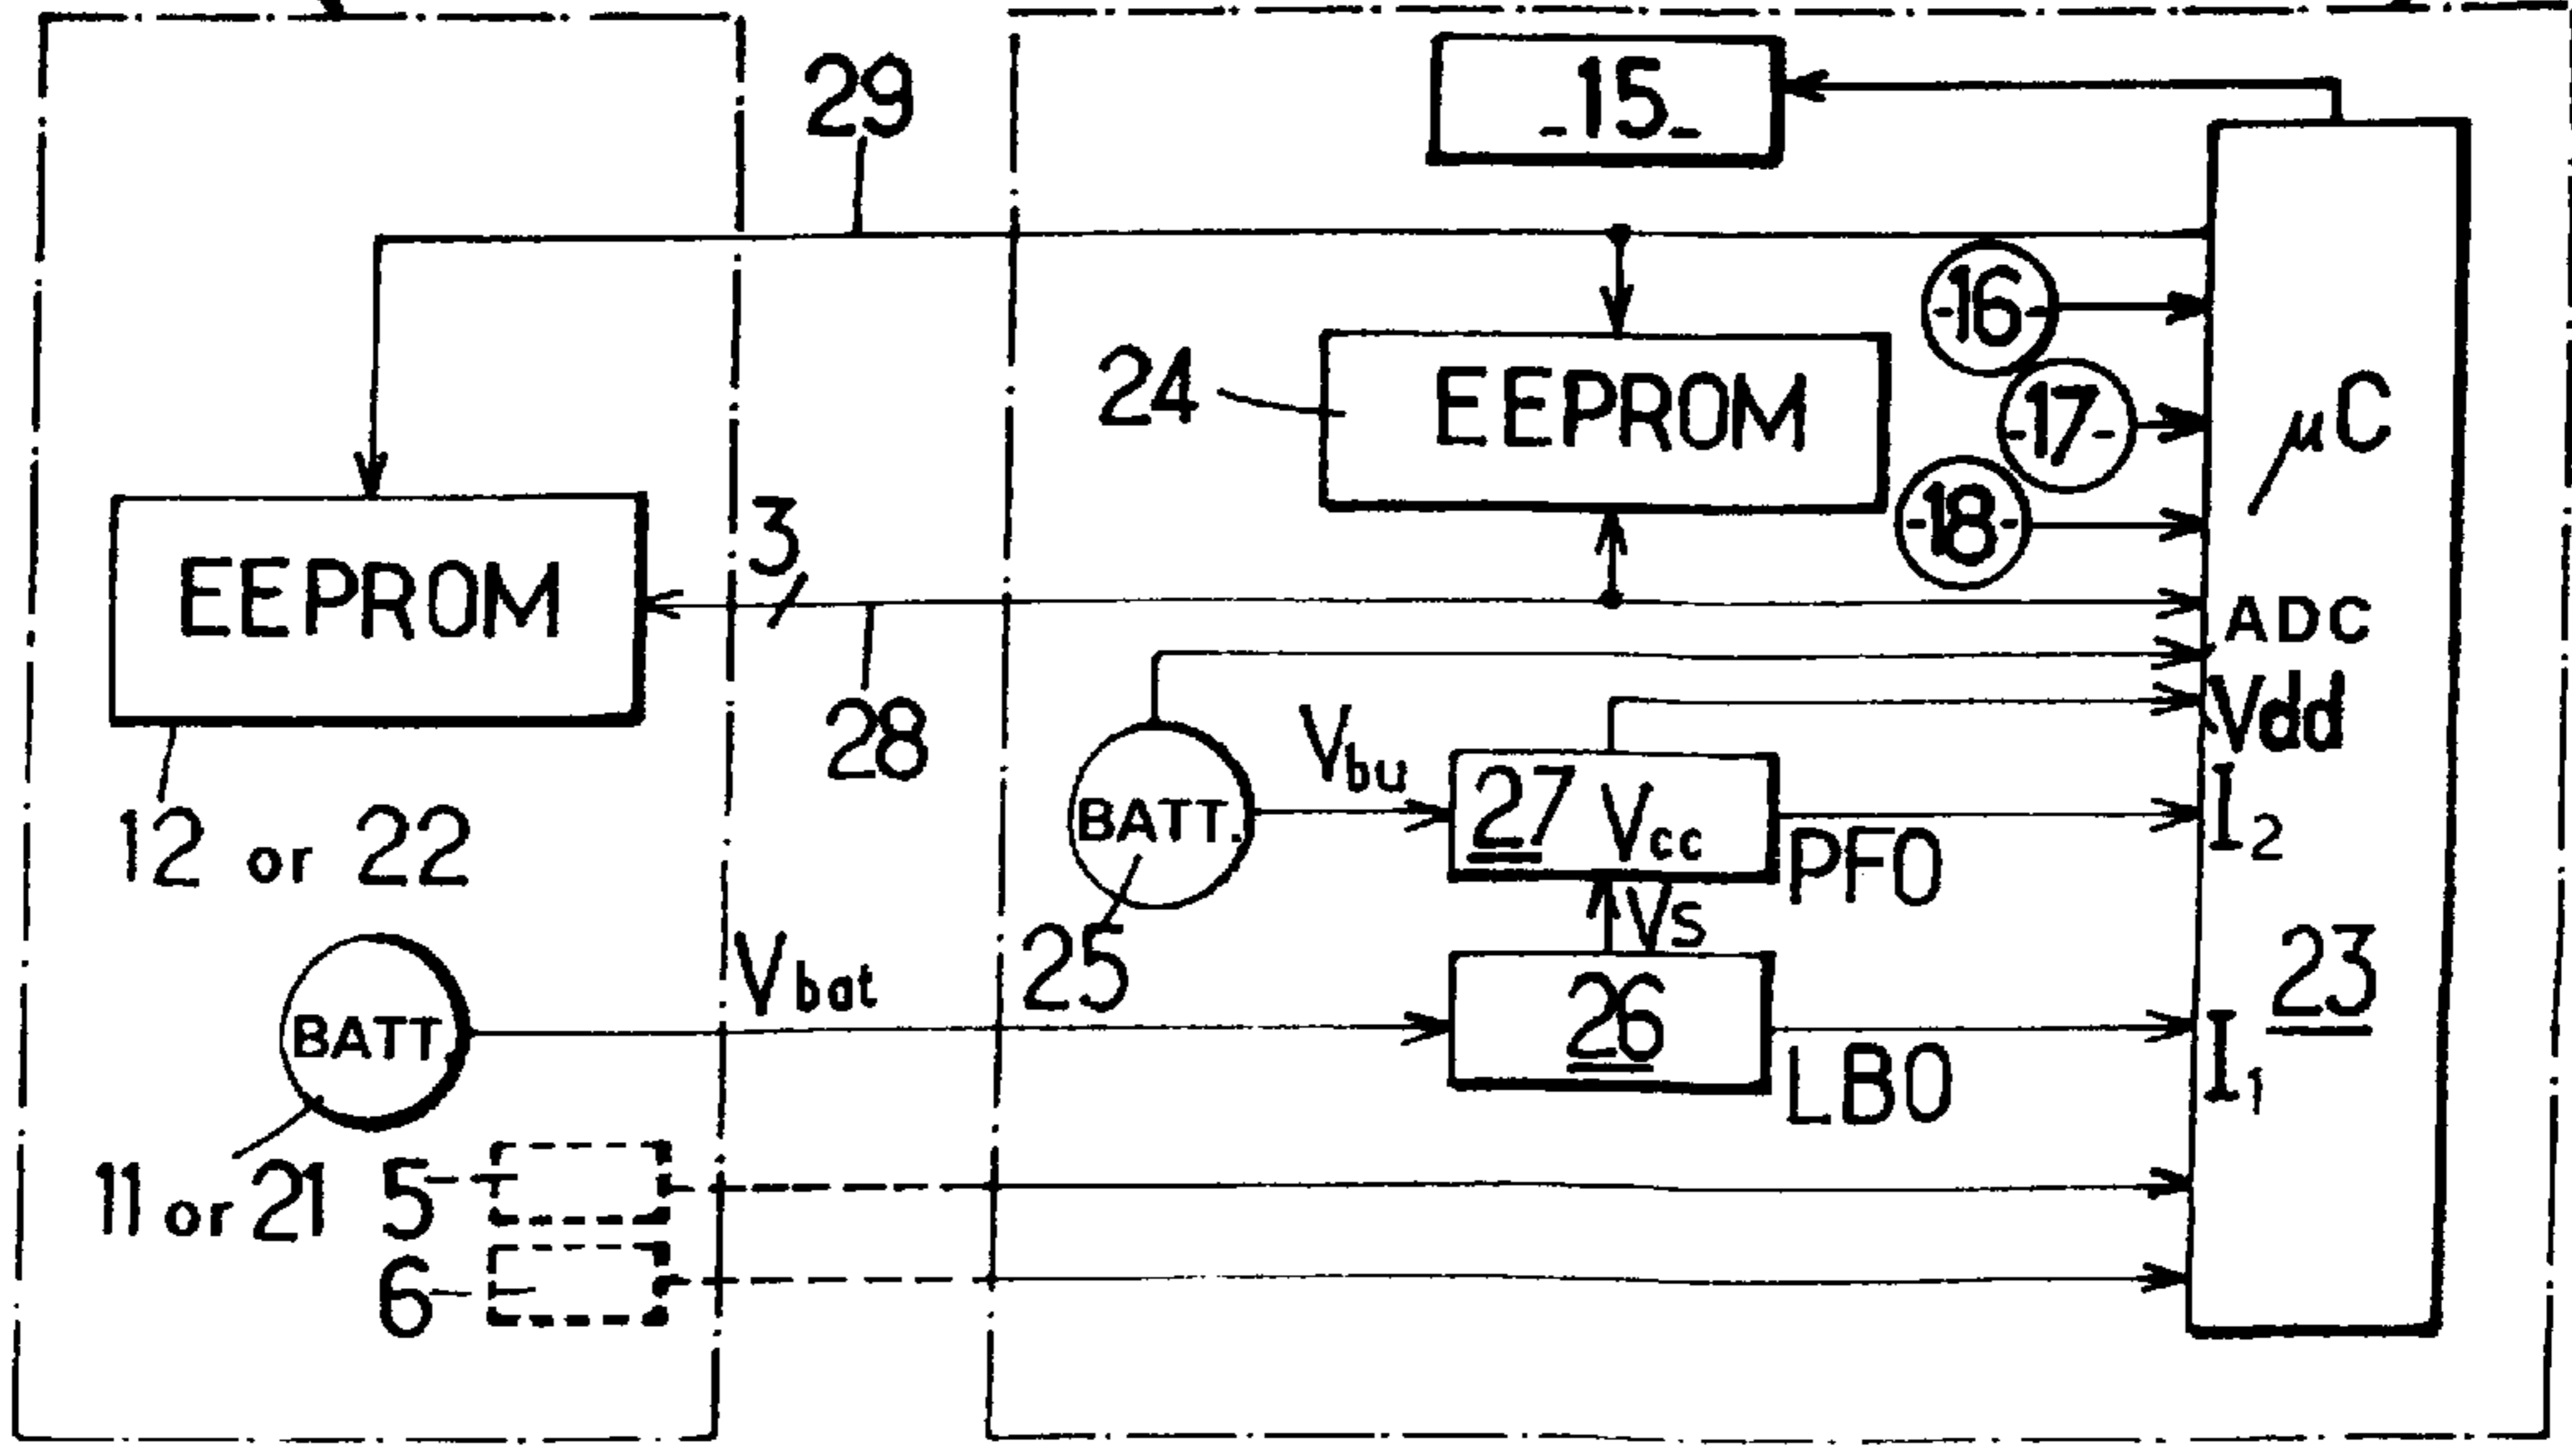 29
-15-
-16-
24
EEPROM
-17-
µC
3
-18-
EEPROM
ADC
28
Vdd
Vbu
27 Vcc
I2
BATT.
PFO
12 or 22
Vs
25
Vbat
26
23
BATT.
LBO
I1
11 or 21
5
6